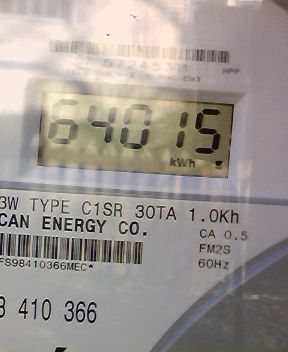 64015
kWh
3W TYPE C1SR 30TA 1.0Kh
CAN ENERGY CO.
CA 0.5
FM2S
FS98410366MEC*
60Hz
3 410 366